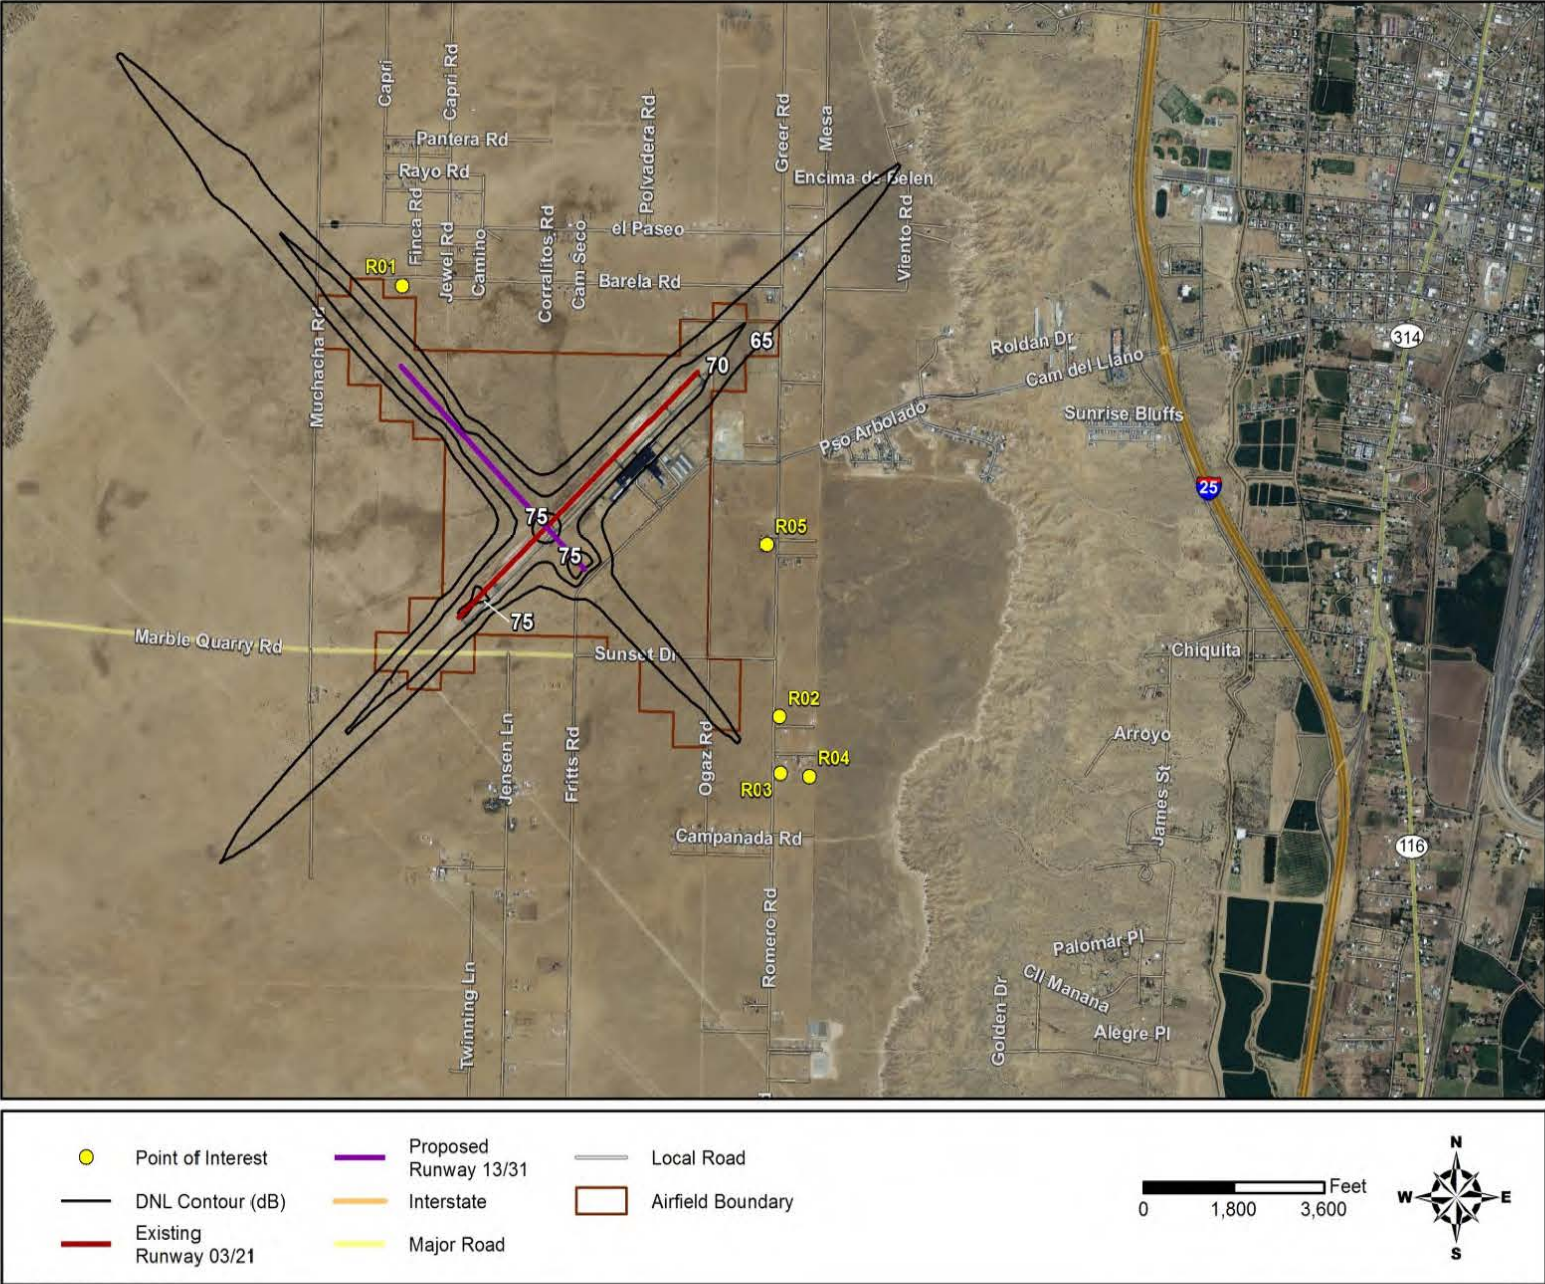 Capri
Capri Rd
Pantera Rd
Rayo Rd
Finca Rd
Jewel Rd
Camino
Corralitos Rd
Cam Seco
Polvadera Rd
el Paseo
Barela Rd
Greer Rd
Mesa
Encima de Belen
Viento Rd
R01
Muchacha Rd
65
70
Roldan Dr
Cam del Llano
314
Sunrise Bluffs
Pso Arbolado
25
75
75
75
R05
Marble Quarry Rd
Sunset Dr
Chiquita
R02
Arroyo
R04
R03
Jensen Ln
Fritts Rd
Ogaz Rd
James St
Campanada Rd
116
Romero Rd
Twinning Ln
Palomar Pl
Cll Manana
Golden Dr
Alegre Pl
Point of Interest
DNL Contour (dB)
Existing
Runway 03/21
Proposed
Runway 13/31
Interstate
Major Road
Local Road
Airfield Boundary
Feet
0 1,800 3,600
N
W E
S